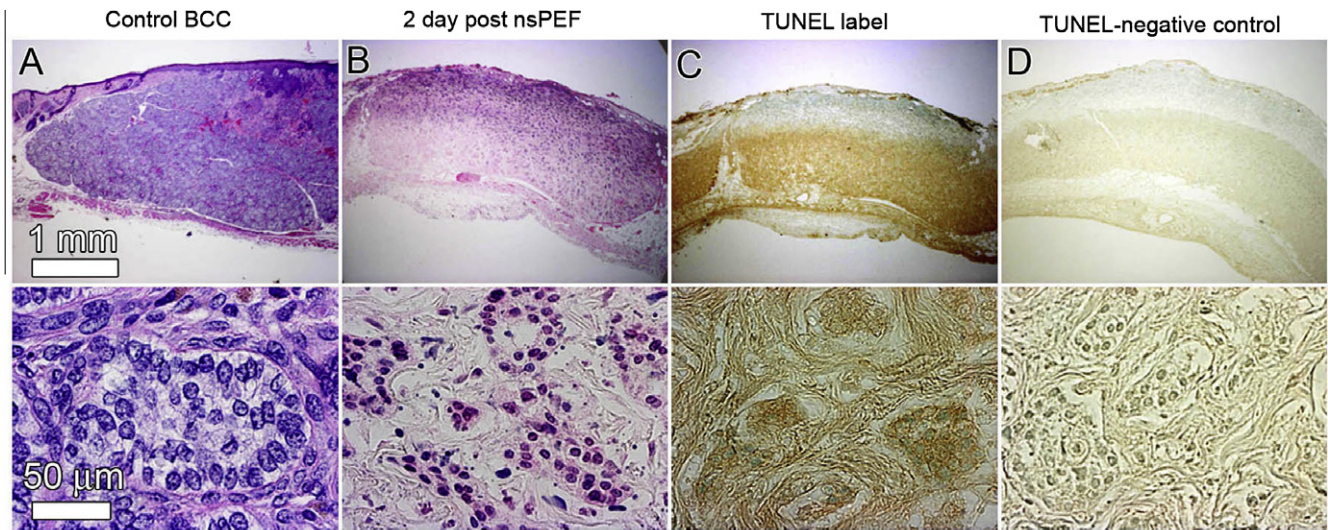 Control BCC
2 day post nsPEF
TUNEL label
TUNEL-negative control
A
B
C
D
1 mm
50 μm